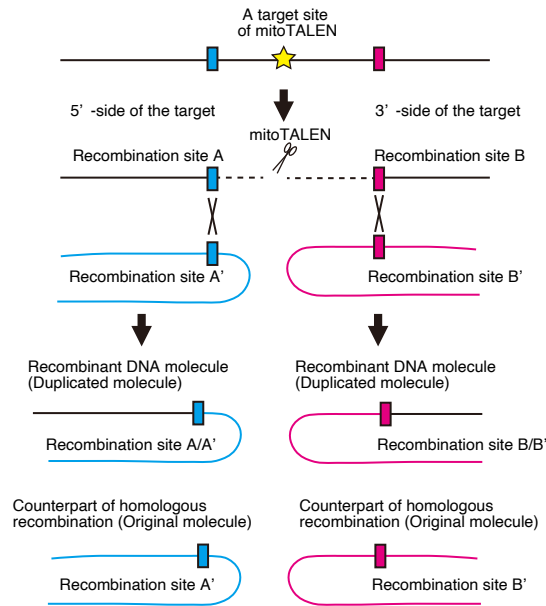 A target site
of mitoTALEN
5’ -side of the target
3’ -side of the target
mitoTALEN
Recombination site A
Recombination site B
Recombination site A’
Recombination site B’
Recombinant DNA molecule
(Duplicated molecule)
Recombinant DNA molecule
(Duplicated molecule)
Recombination site A/A’
Recombination site B/B’
Counterpart of homologous
recombination (Original molecule)
Counterpart of homologous
recombination (Original molecule)
Recombination site A’
Recombination site B’